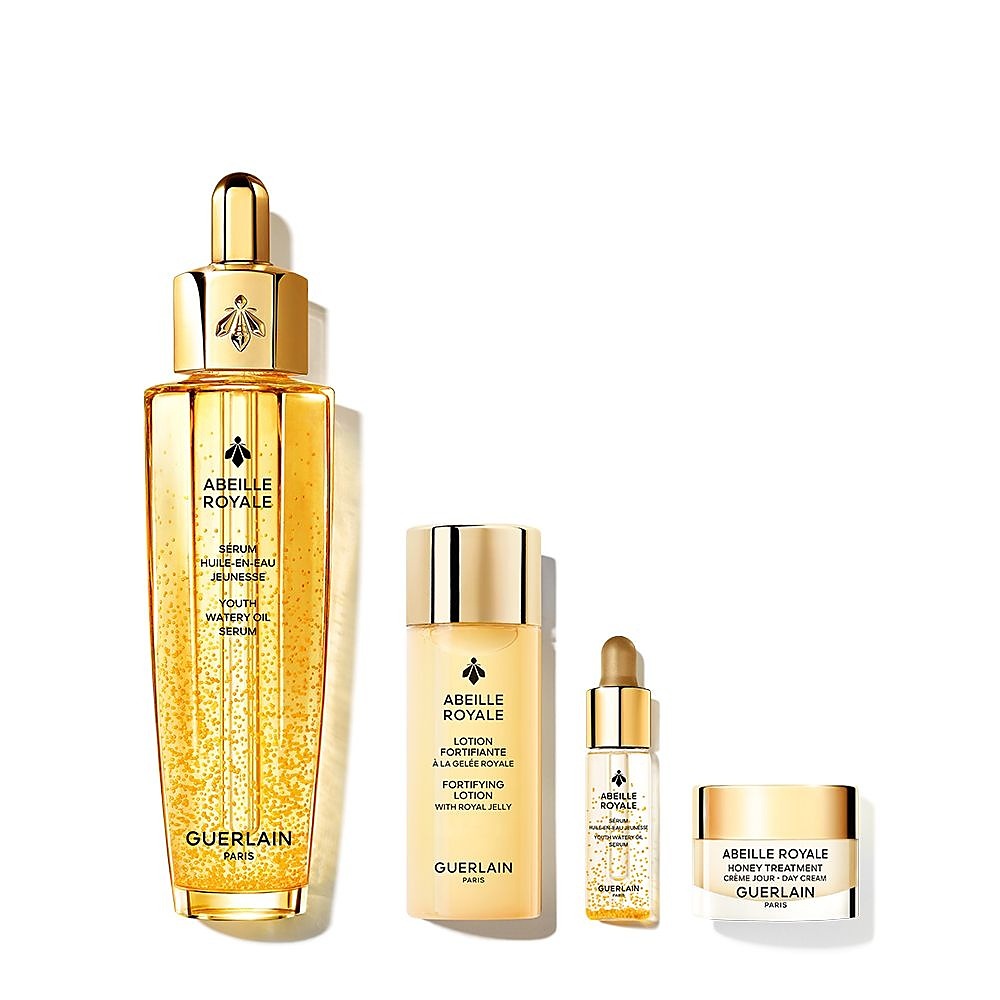 ABEILLE
ROYALE
SÉRUM
HUILE-EN-EAU
JEUNESSE
YOUTH
WATERY OIL
SERUM
GUERLAIN
PARIS
ABEILLE
ROYALE
LOTION
FORTIFIANTE
À LA GELÉE ROYALE
FORTIFYING
LOTION
WITH ROYAL JELLY
GUERLAIN
PARIS
ABEILLE
ROYALE
SÉRUM
HUILE-EN-EAU JEUNESSE
YOUTH WATERY OIL
SERUM
GUERLAIN
PARIS
ABEILLE ROYALE
HONEY TREATMENT
CRÈME JOUR • DAY CREAM
GUERLAIN
PARIS